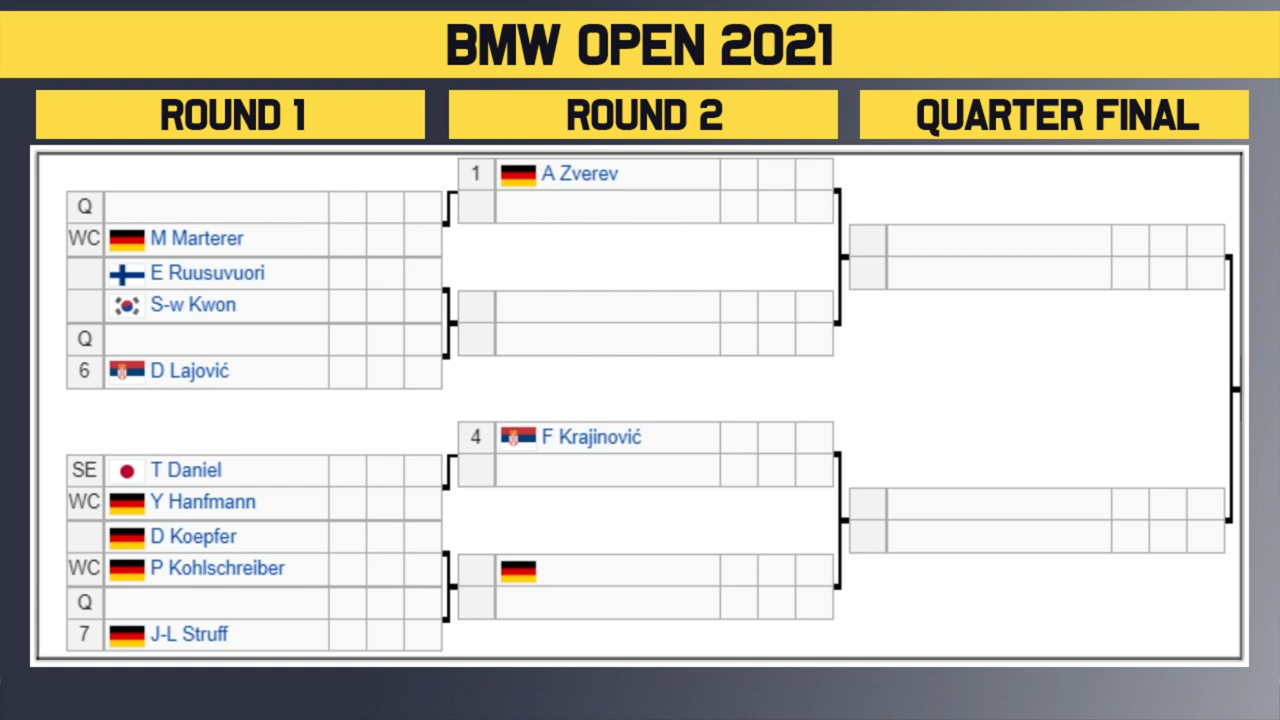 BMW OPEN 2021
ROUND 1
ROUND 2
QUARTER FINAL
1 A Zverev
Q
WC M Marterer
E Ruusuvuori
S-w Kwon
Q
6 D Lajović
4 F Krajinović
SE T Daniel
WC Y Hanfmann
D Koepfer
WC P Kohlschreiber
Q
7 J-L Struff